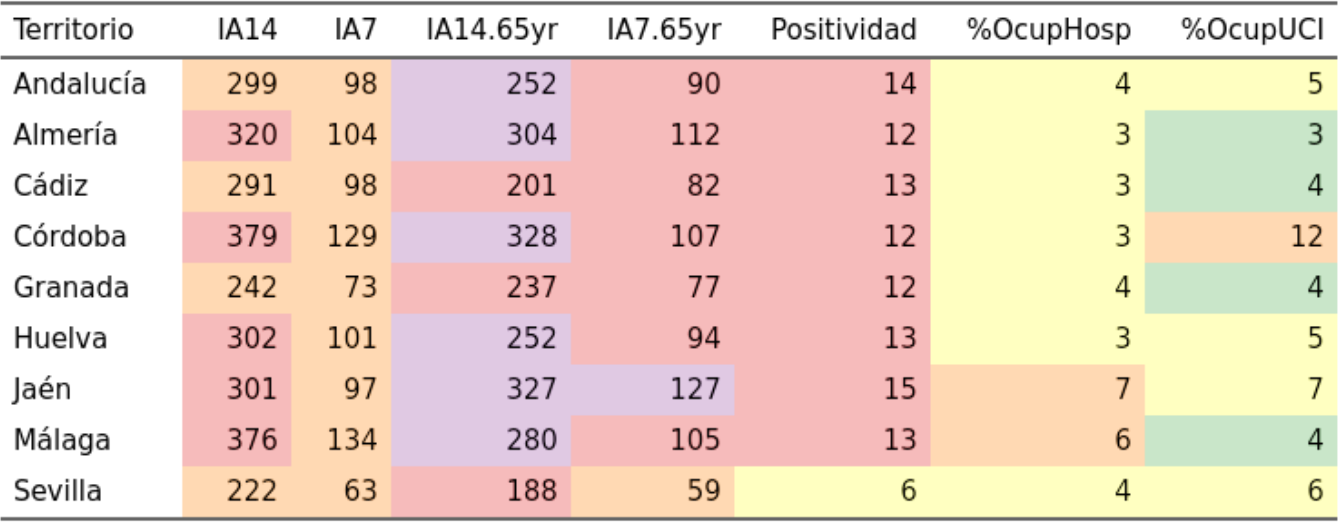 Territorio IA14 IA7 IA14.65yr IA7.65yr Positividad %OcupHosp %OcupUCI
Andalucía 299 98 252 90 14 4 5
Almería 320 104 304 112 12 3 3
Cádiz 291 98 201 82 13 3 4
Córdoba 379 129 328 107 12 3 12
Granada 242 73 237 77 12 4 4
Huelva 302 101 252 94 13 3 5
Jaén 301 97 327 127 15 7 7
Málaga 376 134 280 105 13 6 4
Sevilla 222 63 188 59 6 4 6